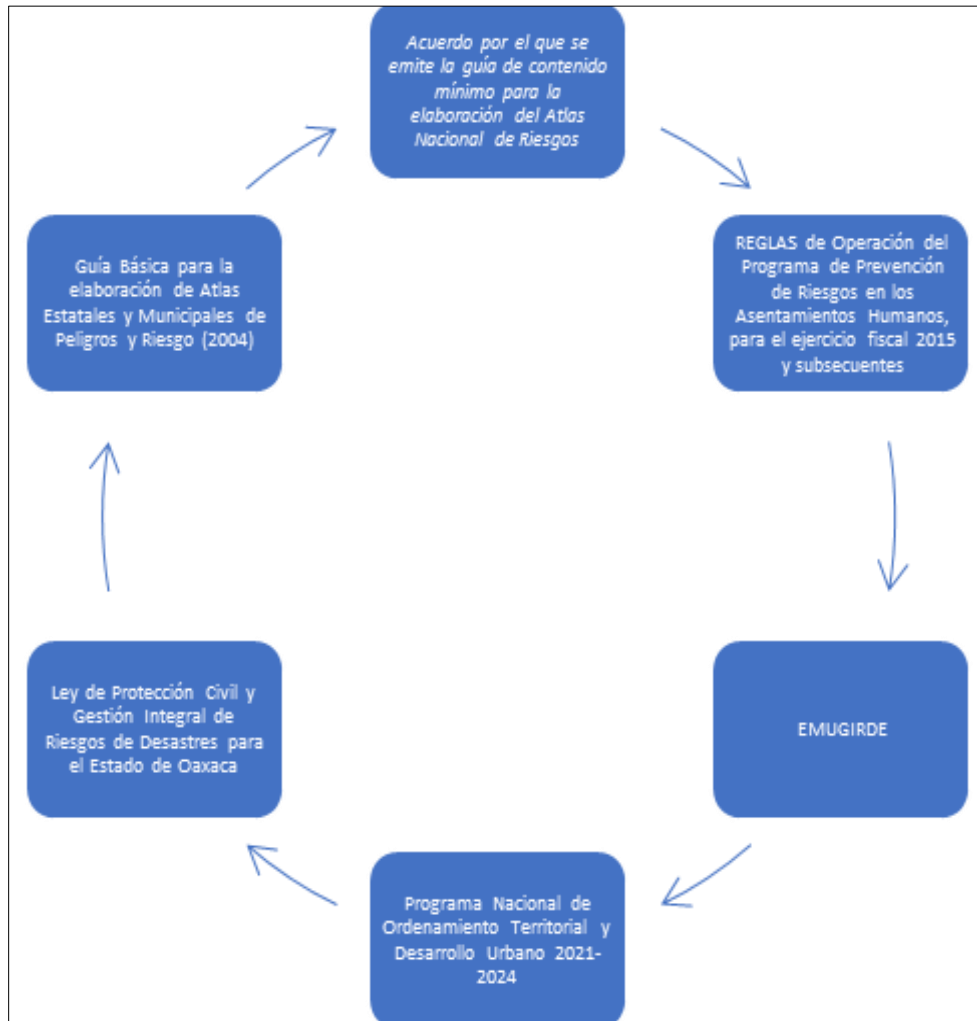 Acuerdo por el que se
emite la guía de contenido
mínimo para la
elaboración del Atlas
Nacional de Riesgos
REGLAS de Operación del
Programa de Prevención
de Riesgos en los
Asentamientos Humanos,
para el ejercicio fiscal 2015
y subsecuentes
EMUGIRDE
Programa Nacional de
Ordenamiento Territorial y
Desarrollo Urbano 2021-
2024
Ley de Protección Civil y
Gestión Integral de
Riesgos de Desastres para
el Estado de Oaxaca
Guía Básica para la
elaboración de Atlas
Estatales y Municipales de
Peligros y Riesgo (2004)